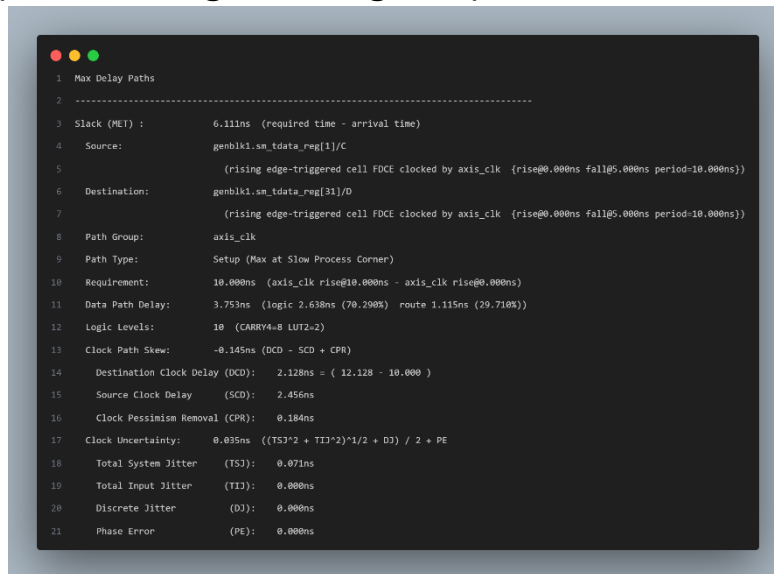 1 Max Delay Paths
2 --------------------------------------------------------------------------------------
3 Slack (MET) : 6.111ns (required time - arrival time)
4 Source: genblk1.sm_tdata_reg[1]/C
5 (rising edge-triggered cell FDCE clocked by axis_clk {rise@0.000ns fall@5.000ns period=10.000ns})
6 Destination: genblk1.sm_tdata_reg[31]/D
7 (rising edge-triggered cell FDCE clocked by axis_clk {rise@0.000ns fall@5.000ns period=10.000ns})
8 Path Group: axis_clk
9 Path Type: Setup (Max at Slow Process Corner)
10 Requirement: 10.000ns (axis_clk rise@10.000ns - axis_clk rise@0.000ns)
11 Data Path Delay: 3.753ns (logic 2.638ns (70.290%) route 1.115ns (29.710%))
12 Logic Levels: 10 (CARRY4=8 LUT2=2)
13 Clock Path Skew: -0.145ns (DCD - SCD + CPR)
14 Destination Clock Delay (DCD): 2.128ns = ( 12.128 - 10.000 )
15 Source Clock Delay (SCD): 2.456ns
16 Clock Pessimism Removal (CPR): 0.184ns
17 Clock Uncertainty: 0.035ns ((TSJ^2 + TIJ^2)^1/2 + DJ) / 2 + PE
18 Total System Jitter (TSJ): 0.071ns
19 Total Input Jitter (TIJ): 0.000ns
20 Discrete Jitter (DJ): 0.000ns
21 Phase Error (PE): 0.000ns